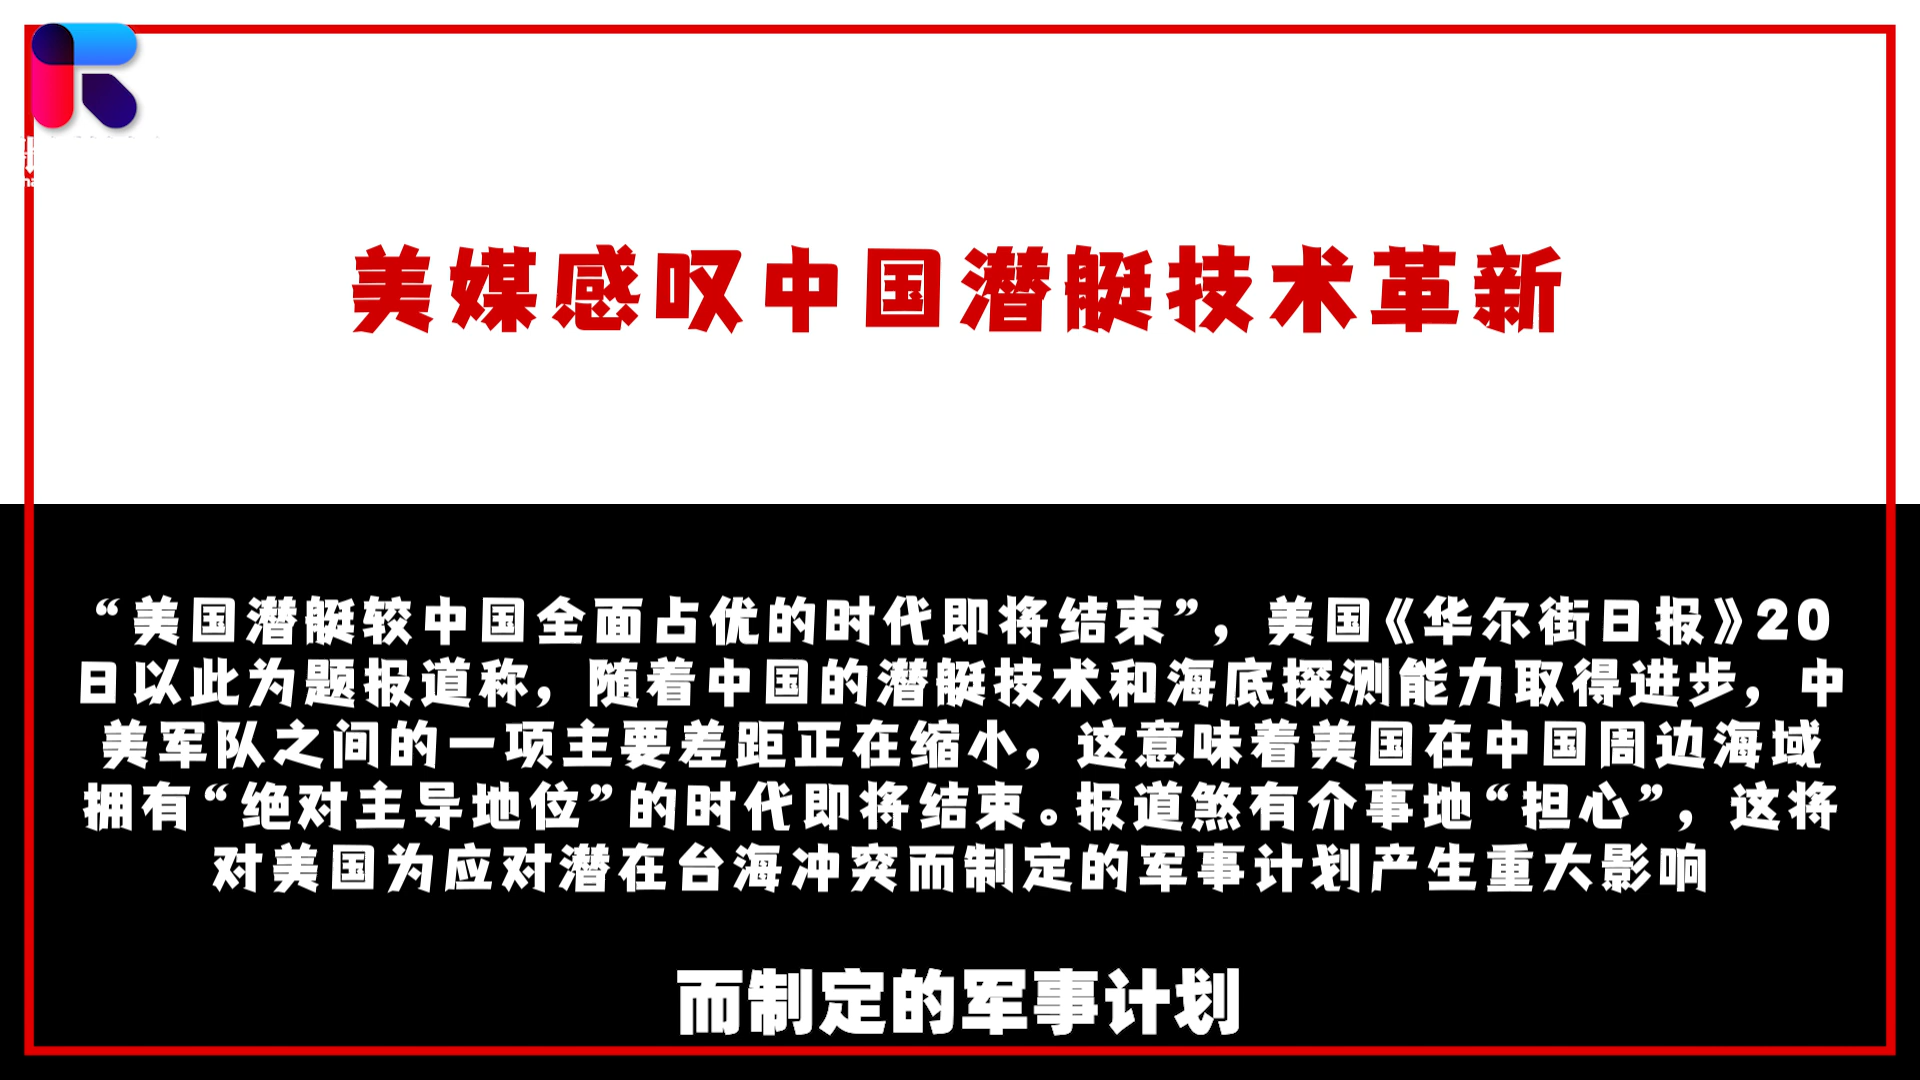 美媒感叹中国潜艇技术革新
“美国潜艇较中国全面占优的时代即将结束”，美国《华尔街日报》20
日以此为题报道称，随着中国的潜艇技术和海底探测能力取得进步，中
美军队之间的一项主要差距正在缩小，这意味着美国在中国周边海域
拥有“绝对主导地位”的时代即将结束。报道煞有介事地“担心”，这将
对美国为应对潜在台海冲突而制定的军事计划产生重大影响
而制定的军事计划